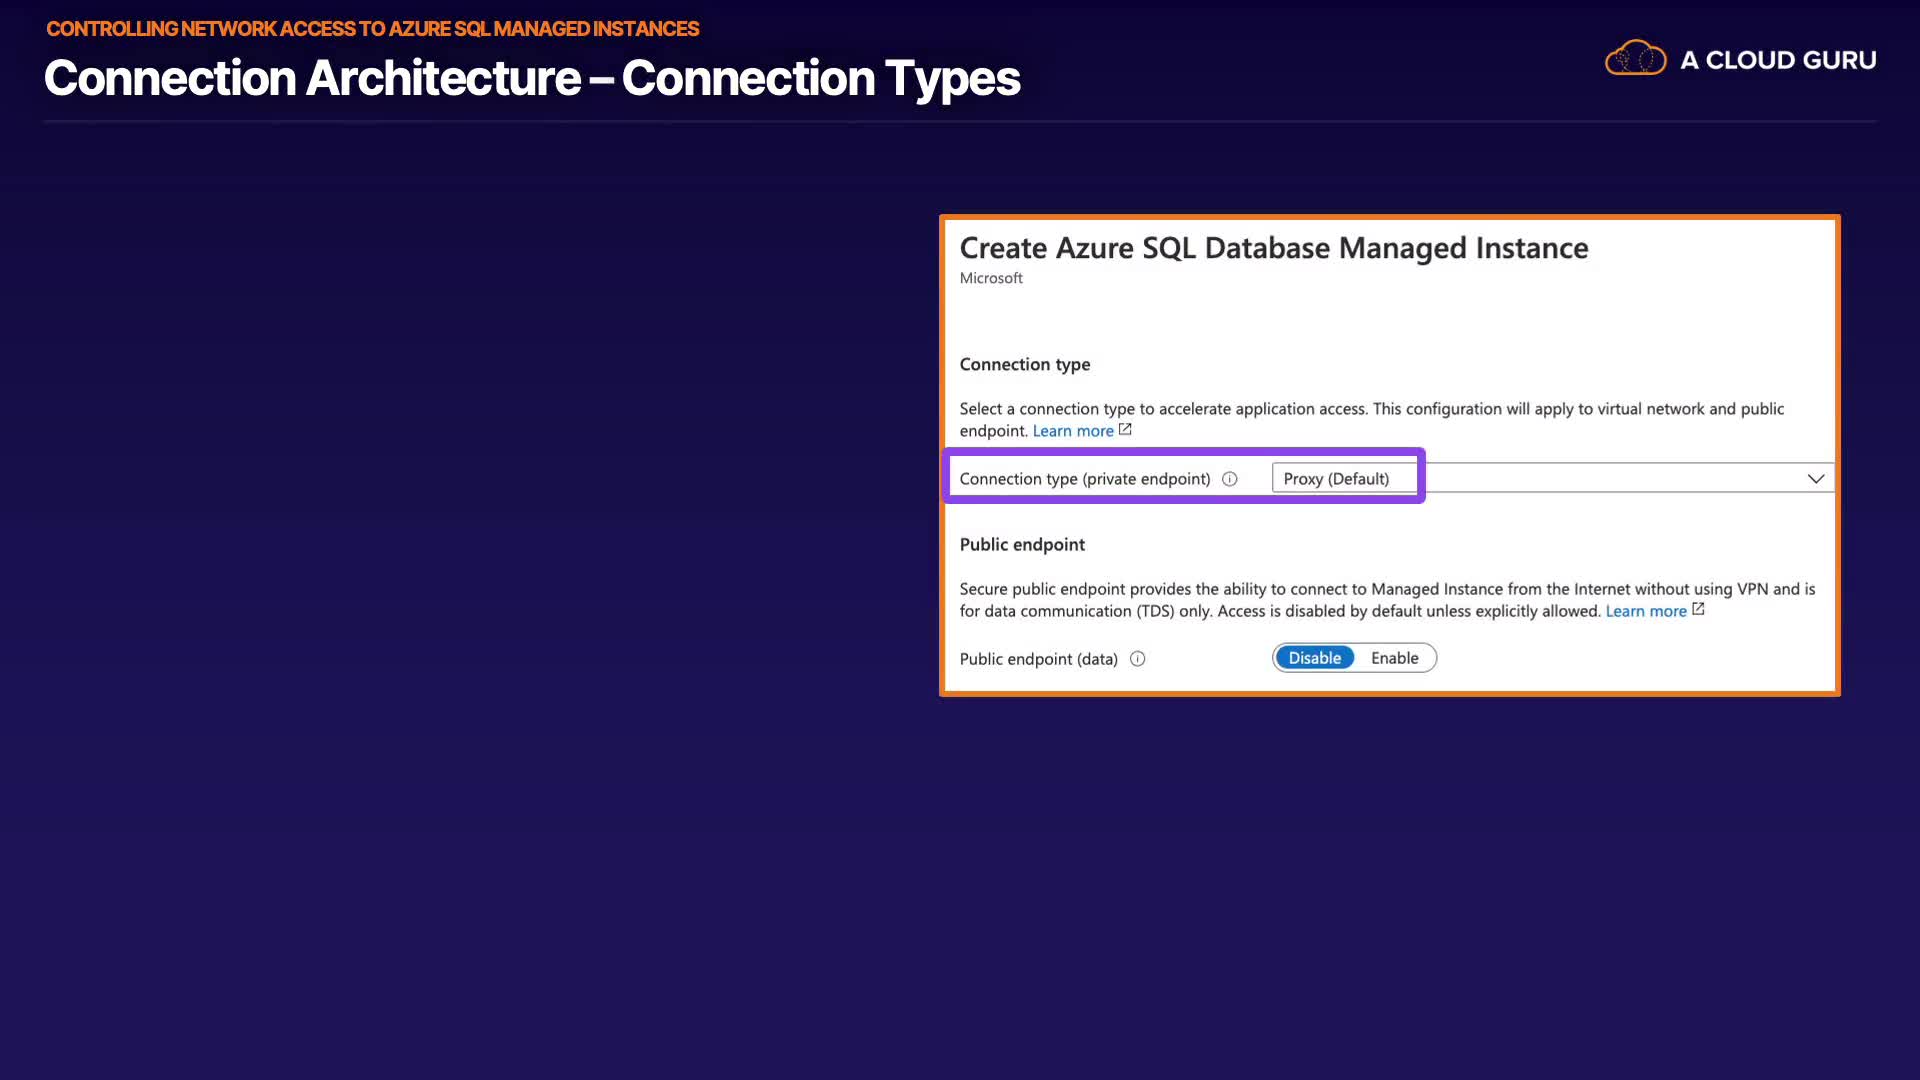 CONTROLLING NETWORK ACCESS TO AZURE SQL MANAGED INSTANCES
Connection Architecture – Connection Types
A CLOUD GURU
Create Azure SQL Database Managed Instance
Microsoft
Connection type
Select a connection type to accelerate application access. This configuration will apply to virtual network and public
endpoint. Learn more
Connection type (private endpoint) Proxy (Default)
Public endpoint
Secure public endpoint provides the ability to connect to Managed Instance from the Internet without using VPN and is
for data communication (TDS) only. Access is disabled by default unless explicitly allowed. Learn more
Public endpoint (data) Disable Enable